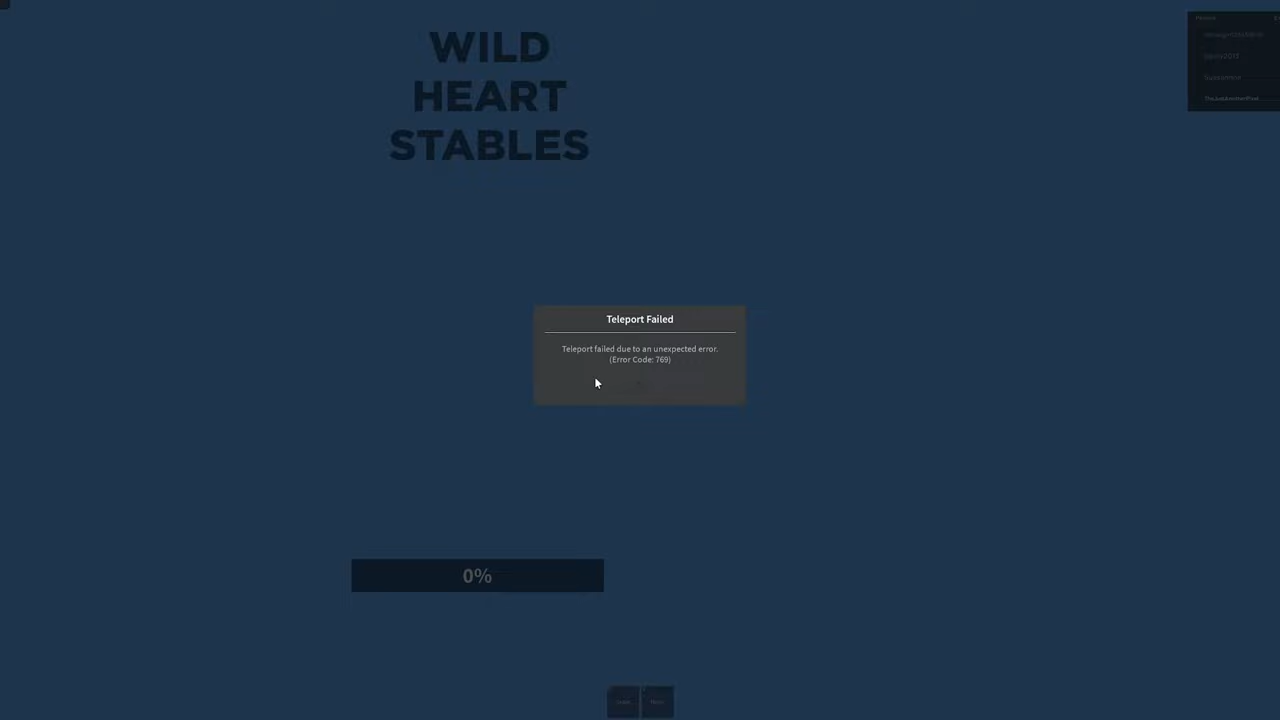 WILD
HEART
STABLES
Teleport Failed
Teleport failed due to an unexpected error.
(Error Code: 769)
0%